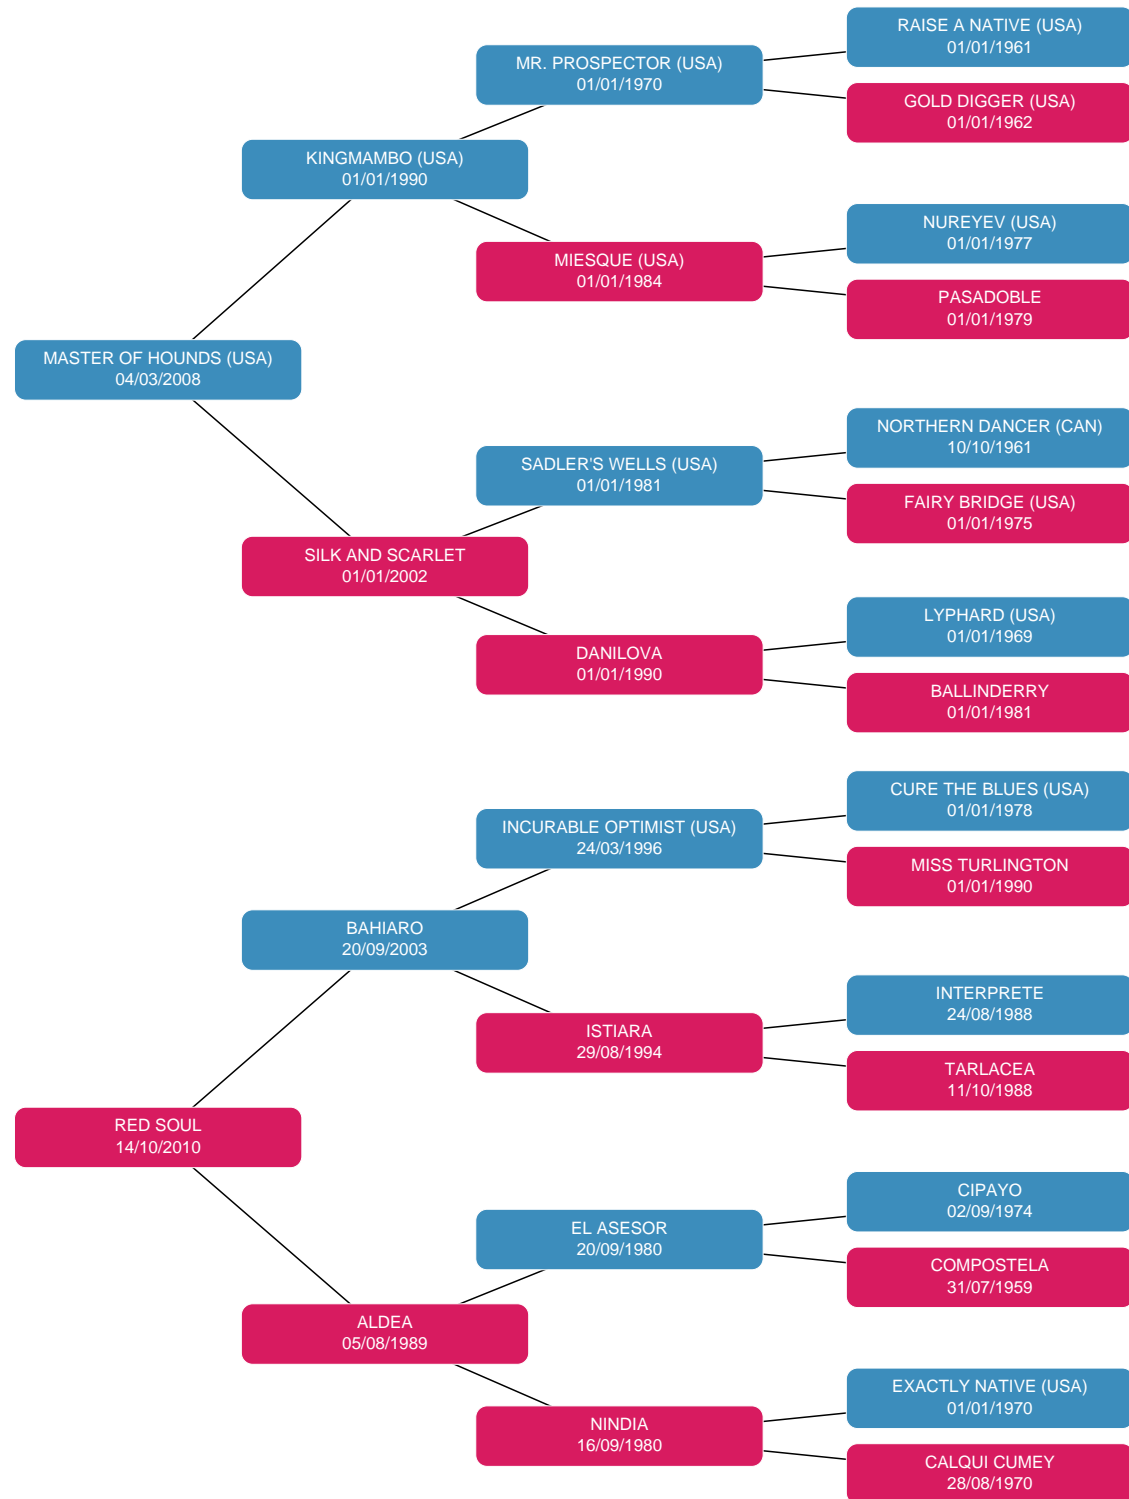 RAISE A NATIVE (USA)
01/01/1961
MR. PROSPECTOR (USA)
01/01/1970
GOLD DIGGER (USA)
01/01/1962
KINGMAMBO (USA)
01/01/1990
NUREYEV (USA)
01/01/1977
MIESQUE (USA)
01/01/1984
PASADOBLE
01/01/1979
MASTER OF HOUNDS (USA)
04/03/2008
NORTHERN DANCER (CAN)
10/10/1961
SADLER'S WELLS (USA)
01/01/1981
FAIRY BRIDGE (USA)
01/01/1975
SILK AND SCARLET
01/01/2002
LYPHARD (USA)
01/01/1969
DANILOVA
01/01/1990
BALLINDERRY
01/01/1981
CURE THE BLUES (USA)
01/01/1978
INCURABLE OPTIMIST (USA)
24/03/1996
MISS TURLINGTON
01/01/1990
BAHIARO
20/09/2003
INTERPRETE
24/08/1988
ISTIARA
29/08/1994
TARLACEA
11/10/1988
RED SOUL
14/10/2010
CIPAYO
02/09/1974
EL ASESOR
20/09/1980
COMPOSTELA
31/07/1959
ALDEA
05/08/1989
EXACTLY NATIVE (USA)
01/01/1970
NINDIA
16/09/1980
CALQUI CUMEY
28/08/1970